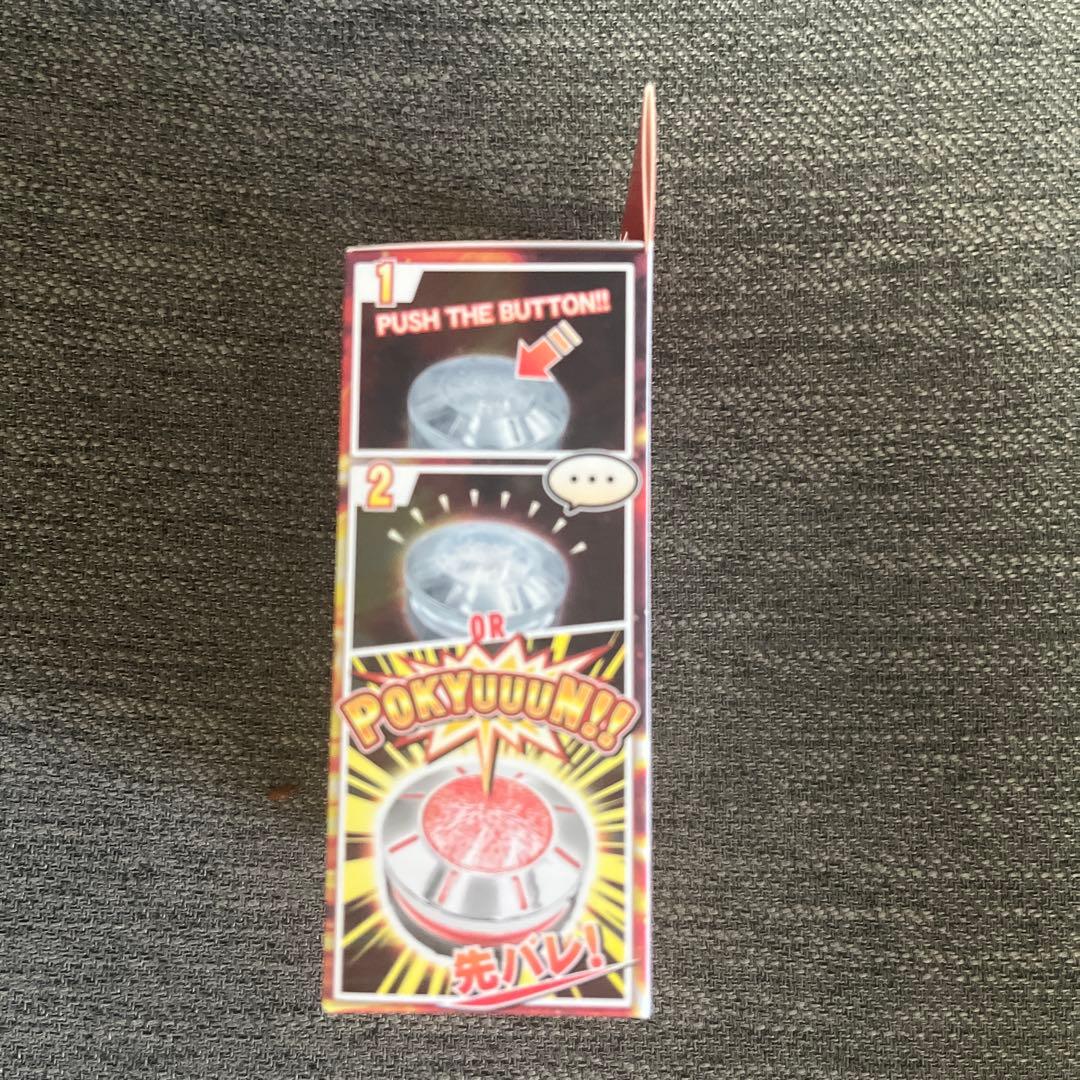 1
PUSH THE BUTTON!!
2
...
OR
POKYUUUN!!
先バレ!